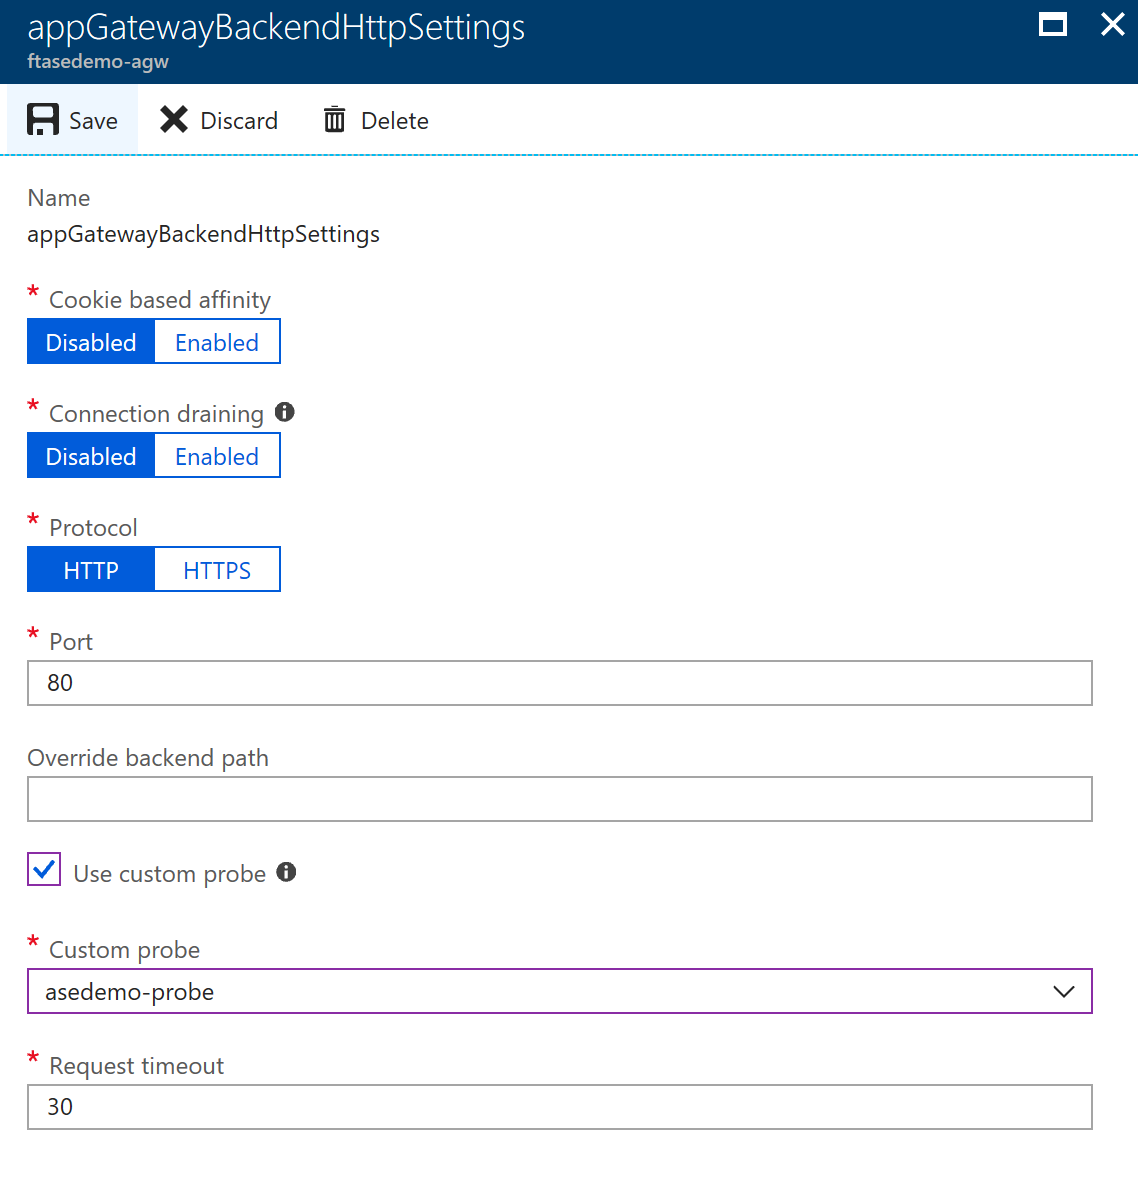 appGatewayBackendHttpSettings
ftasedemo-agw
Save Discard Delete
Name
appGatewayBackendHttpSettings
* Cookie based affinity
Disabled Enabled
* Connection draining
Disabled Enabled
* Protocol
HTTP HTTPS
* Port
80
Override backend path
Use custom probe
* Custom probe
asedemo-probe
* Request timeout
30